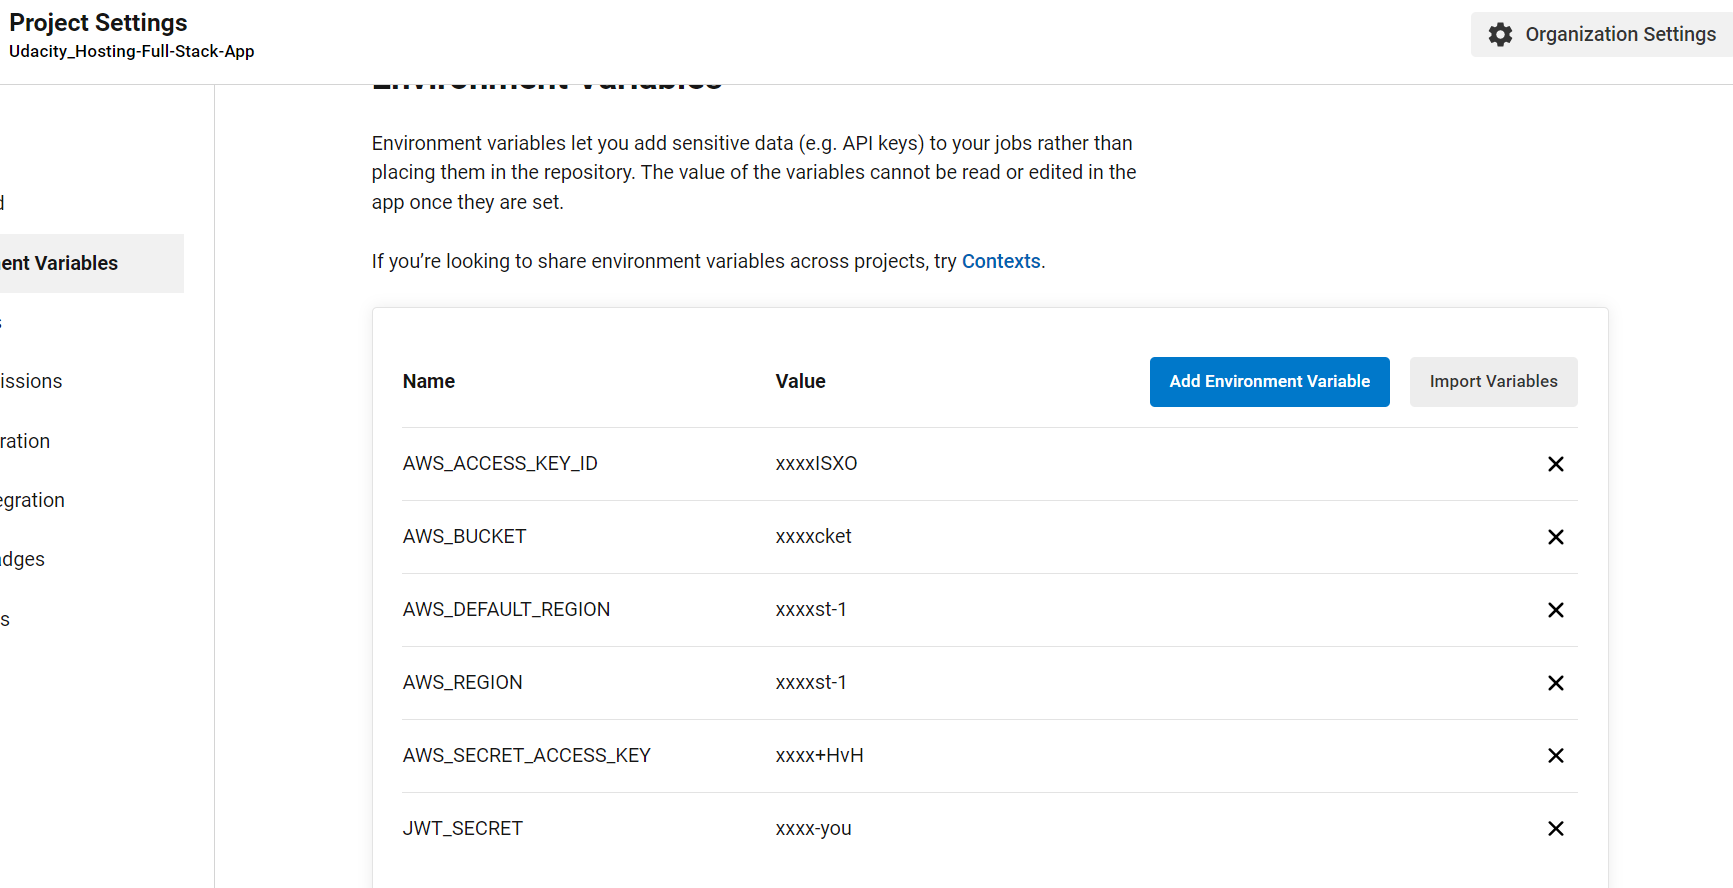 Project Settings
Udacity_Hosting-Full-Stack-App
Organization Settings
Environment Variables
Environment variables let you add sensitive data (e.g. API keys) to your jobs rather than
placing them in the repository. The value of the variables cannot be read or edited in the
app once they are set.
If you’re looking to share environment variables across projects, try Contexts.
d
ent Variables
s
issions
ration
egration
dges
s
Name Value Add Environment Variable Import Variables
AWS_ACCESS_KEY_ID xxxxISXO
AWS_BUCKET xxxxcket
AWS_DEFAULT_REGION xxxxst-1
AWS_REGION xxxxst-1
AWS_SECRET_ACCESS_KEY xxxx+HvH
JWT_SECRET xxxx-you